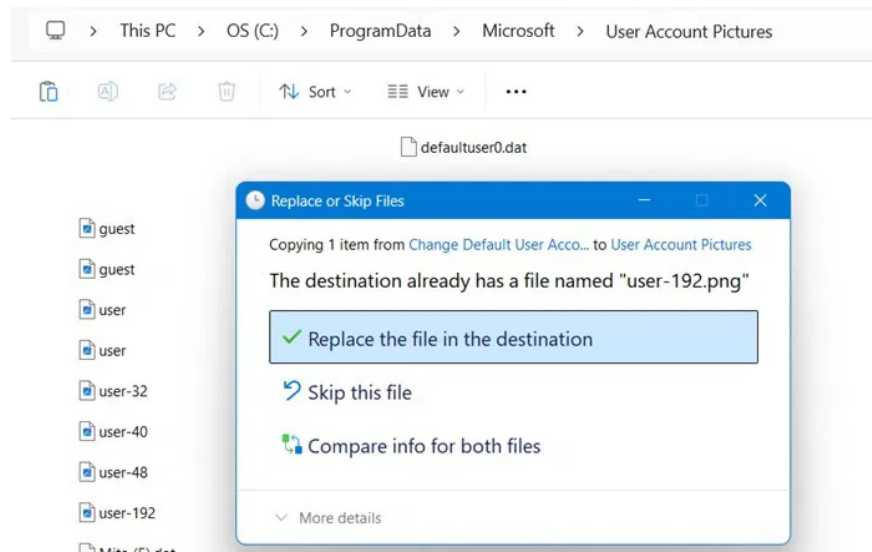 This PC > OS (C:) > ProgramData > Microsoft > User Account Pictures
Sort View ...
defaultuser0.dat
Replace or Skip Files
Copying 1 item from Change Default User Acco... to User Account Pictures
The destination already has a file named "user-192.png"
Replace the file in the destination
Skip this file
Compare info for both files
More details
guest
guest
user
user
user-32
user-40
user-48
user-192
Mite (5).dat